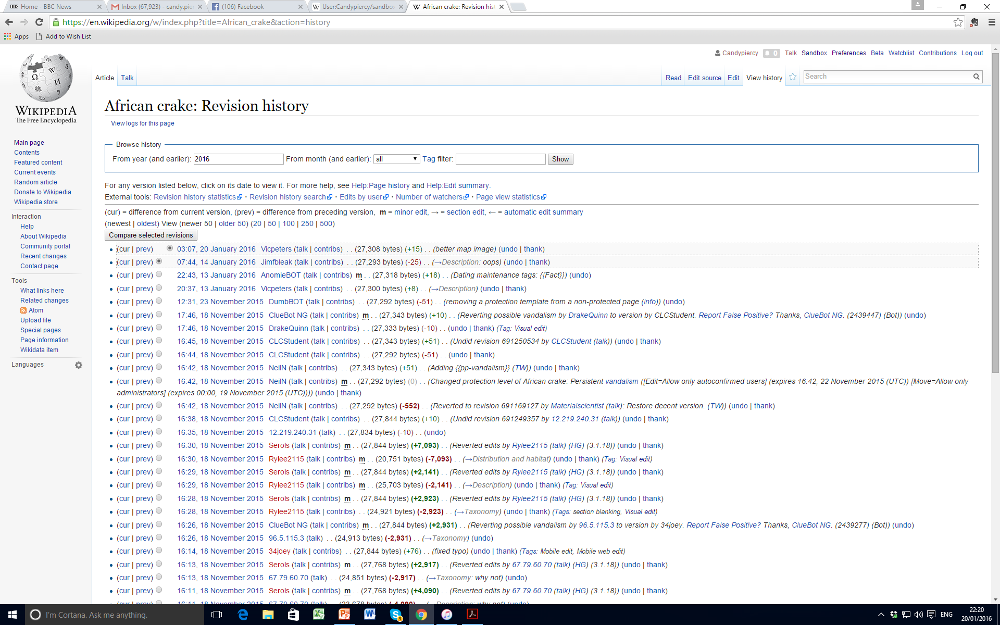 Home - BBC News
Inbox (67,923) - candy.pie
(106) Facebook
User:Candypiercy/sandbo
African crake: Revision hist
https://en.wikipedia.org/w/index.php?title=African_crake&action=history
Apps Add to Wish List
Candypiercy 0 Talk Sandbox Preferences Beta Watchlist Contributions Log out
Article Talk Read Edit source Edit View history Search
WIKIPEDIA
The Free Encyclopedia
Main page
Contents
Featured content
Current events
Random article
Donate to Wikipedia
Wikipedia store
Interaction
Help
About Wikipedia
Community portal
Recent changes
Contact page
Tools
What links here
Related changes
Atom
Upload file
Special pages
Page information
Wikidata item
Languages
African crake: Revision history
View logs for this page
Browse history
From year (and earlier): 2016 From month (and earlier): all Tag filter: Show
For any version listed below, click on its date to view it. For more help, see Help:Page history and Help:Edit summary.
External tools: Revision history statistics · Revision history search · Edits by user · Number of watchers · Page view statistics
(cur) = difference from current version, (prev) = difference from preceding version, m = minor edit, → = section edit, ← = automatic edit summary
(newest | oldest) View (newer 50 | older 50) (20 | 50 | 100 | 250 | 500)
Compare selected revisions
(cur | prev) 03:07, 20 January 2016 Vicpeters (talk | contribs) . . (27,308 bytes) (+15) . . (better map image) (undo | thank)
(cur | prev) 07:44, 14 January 2016 Jimfbleak (talk | contribs) . . (27,293 bytes) (-25) . . (→Description: oops) (undo | thank)
(cur | prev) 22:43, 13 January 2016 AnomieBOT (talk | contribs) m . . (27,318 bytes) (+18) . . (Dating maintenance tags: {{Fact}}) (undo)
(cur | prev) 20:37, 13 January 2016 Vicpeters (talk | contribs) . . (27,300 bytes) (+8) . . (→Description) (undo | thank)
(cur | prev) 12:31, 23 November 2015 DumbBOT (talk | contribs) . . (27,292 bytes) (-51) . . (removing a protection template from a non-protected page (info)) (undo)
(cur | prev) 17:46, 18 November 2015 ClueBot NG (talk | contribs) m . . (27,343 bytes) (+10) . . (Reverting possible vandalism by DrakeQuinn to version by CLCStudent. Report False Positive? Thanks, ClueBot NG. (2439447) (Bot)) (undo)
(cur | prev) 17:46, 18 November 2015 DrakeQuinn (talk | contribs) . . (27,333 bytes) (-10) . . (undo | thank) (Tag: Visual edit)
(cur | prev) 16:45, 18 November 2015 CLCStudent (talk | contribs) . . (27,343 bytes) (+51) . . (Undid revision 691250534 by CLCStudent (talk)) (undo | thank)
(cur | prev) 16:44, 18 November 2015 CLCStudent (talk | contribs) . . (27,292 bytes) (-51) . . (undo | thank)
(cur | prev) 16:42, 18 November 2015 NeilN (talk | contribs) . . (27,343 bytes) (+51) . . (Adding {{pp-vandalism}} (TW)) (undo | thank)
(cur | prev) 16:42, 18 November 2015 NeilN (talk | contribs) m . . (27,292 bytes) (0) . . (Changed protection level of African crake: Persistent vandalism ([Edit=Allow only autoconfirmed users] (expires 16:42, 22 November 2015 (UTC)) [Move=Allow only
administrators] (expires 00:00, 19 November 2015 (UTC)))) (undo | thank)
(cur | prev) 16:42, 18 November 2015 NeilN (talk | contribs) . . (27,292 bytes) (-552) . . (Reverted to revision 691169127 by Materialscientist (talk): Restore decent version. (TW)) (undo | thank)
(cur | prev) 16:38, 18 November 2015 CLCStudent (talk | contribs) . . (27,844 bytes) (+10) . . (Undid revision 691249357 by 12.219.240.31 (talk)) (undo | thank)
(cur | prev) 16:35, 18 November 2015 12.219.240.31 (talk) . . (27,834 bytes) (-10) . . (undo)
(cur | prev) 16:30, 18 November 2015 Serols (talk | contribs) m . . (27,844 bytes) (+7,093) . . (Reverted edits by Rylee2115 (talk) (HG) (3.1.18)) (undo | thank)
(cur | prev) 16:30, 18 November 2015 Rylee2115 (talk | contribs) m . . (20,751 bytes) (-7,093) . . (→Distribution and habitat) (undo | thank) (Tag: Visual edit)
(cur | prev) 16:29, 18 November 2015 Serols (talk | contribs) m . . (27,844 bytes) (+2,141) . . (Reverted edits by Rylee2115 (talk) (HG) (3.1.18)) (undo | thank)
(cur | prev) 16:29, 18 November 2015 Rylee2115 (talk | contribs) m . . (25,703 bytes) (-2,141) . . (→Description) (undo | thank) (Tag: Visual edit)
(cur | prev) 16:28, 18 November 2015 Serols (talk | contribs) m . . (27,844 bytes) (+2,923) . . (Reverted edits by Rylee2115 (talk) (HG) (3.1.18)) (undo | thank)
(cur | prev) 16:28, 18 November 2015 Rylee2115 (talk | contribs) . . (24,921 bytes) (-2,923) . . (→Taxonomy) (undo | thank) (Tags: section blanking, Visual edit)
(cur | prev) 16:26, 18 November 2015 ClueBot NG (talk | contribs) m . . (27,844 bytes) (+2,931) . . (Reverting possible vandalism by 96.5.115.3 to version by 34joey. Report False Positive? Thanks, ClueBot NG. (2439277) (Bot)) (undo)
(cur | prev) 16:26, 18 November 2015 96.5.115.3 (talk) . . (24,913 bytes) (-2,931) . . (→Taxonomy) (undo)
(cur | prev) 16:14, 18 November 2015 34joey (talk | contribs) . . (27,844 bytes) (+76) . . (fixed typo) (undo | thank) (Tags: Mobile edit, Mobile web edit)
(cur | prev) 16:13, 18 November 2015 Serols (talk | contribs) m . . (27,768 bytes) (+2,917) . . (Reverted edits by 67.79.60.70 (talk) (HG) (3.1.18)) (undo | thank)
(cur | prev) 16:13, 18 November 2015 67.79.60.70 (talk) . . (24,851 bytes) (-2,917) . . (→Taxonomy: why not) (undo)
(cur | prev) 16:11, 18 November 2015 Serols (talk | contribs) m . . (27,768 bytes) (+4,090) . . (Reverted edits by 67.79.60.70 (talk) (HG) (3.1.18)) (undo | thank)
(cur | prev) 16:11, 18 November 2015 67.79.60.70 (talk) . . (23,678 bytes) (-4,090) . . (→Description: why not) (undo)
I'm Cortana. Ask me anything.
ENG
22:20
20/01/2016